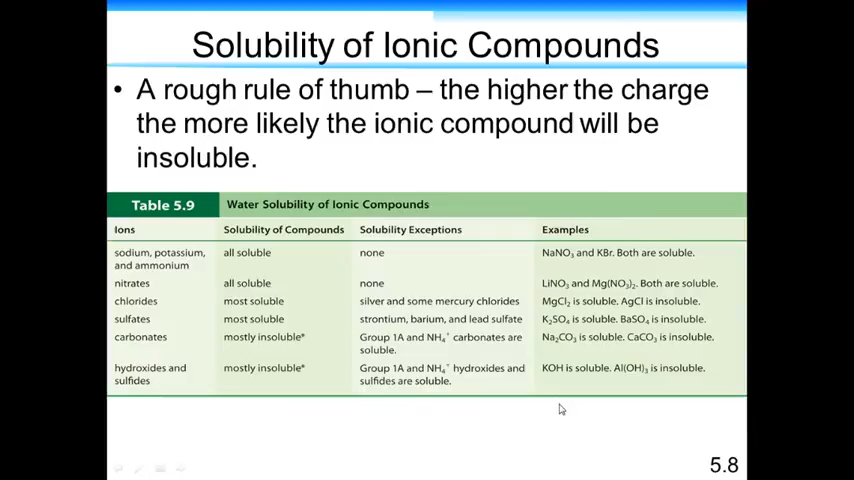 Solubility of Ionic Compounds
• A rough rule of thumb – the higher the charge
the more likely the ionic compound will be
insoluble.
Table 5.9 Water Solubility of Ionic Compounds
Ions Solubility of Compounds Solubility Exceptions Examples
sodium, potassium, all soluble none NaNO₃ and KBr. Both are soluble.
and ammonium
nitrates all soluble none LiNO₃ and Mg(NO₃)₂. Both are soluble.
chlorides most soluble silver and some mercury chlorides MgCl₂ is soluble. AgCl is insoluble.
sulfates most soluble strontium, barium, and lead sulfate K₂SO₄ is soluble. BaSO₄ is insoluble.
carbonates mostly insoluble* Group 1A and NH₄⁺ carbonates are Na₂CO₃ is soluble. CaCO₃ is insoluble.
soluble.
hydroxides and mostly insoluble* Group 1A and NH₄⁺ hydroxides and KOH is soluble. Al(OH)₃ is insoluble.
sulfides sulfides are soluble.
5.8